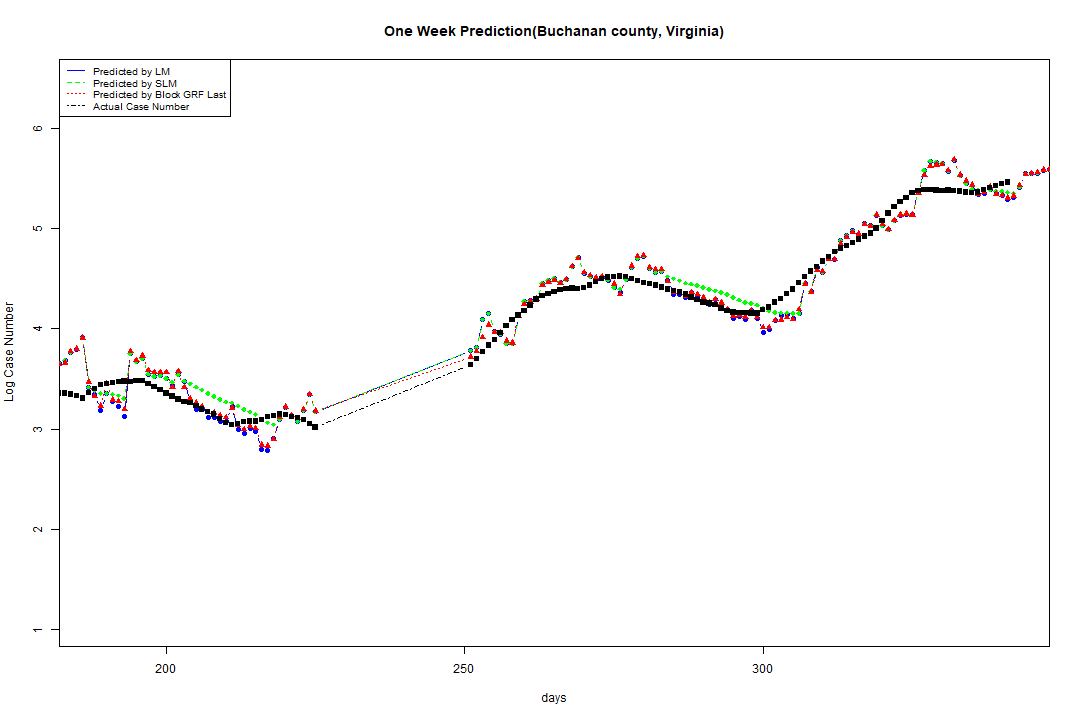 One Week Prediction(Buchanan county, Virginia)
Predicted by LM
Predicted by SLM
Predicted by Block GRF Last
Actual Case Number
6
5
4
3
2
1
Log Case Number
200 250 300
days